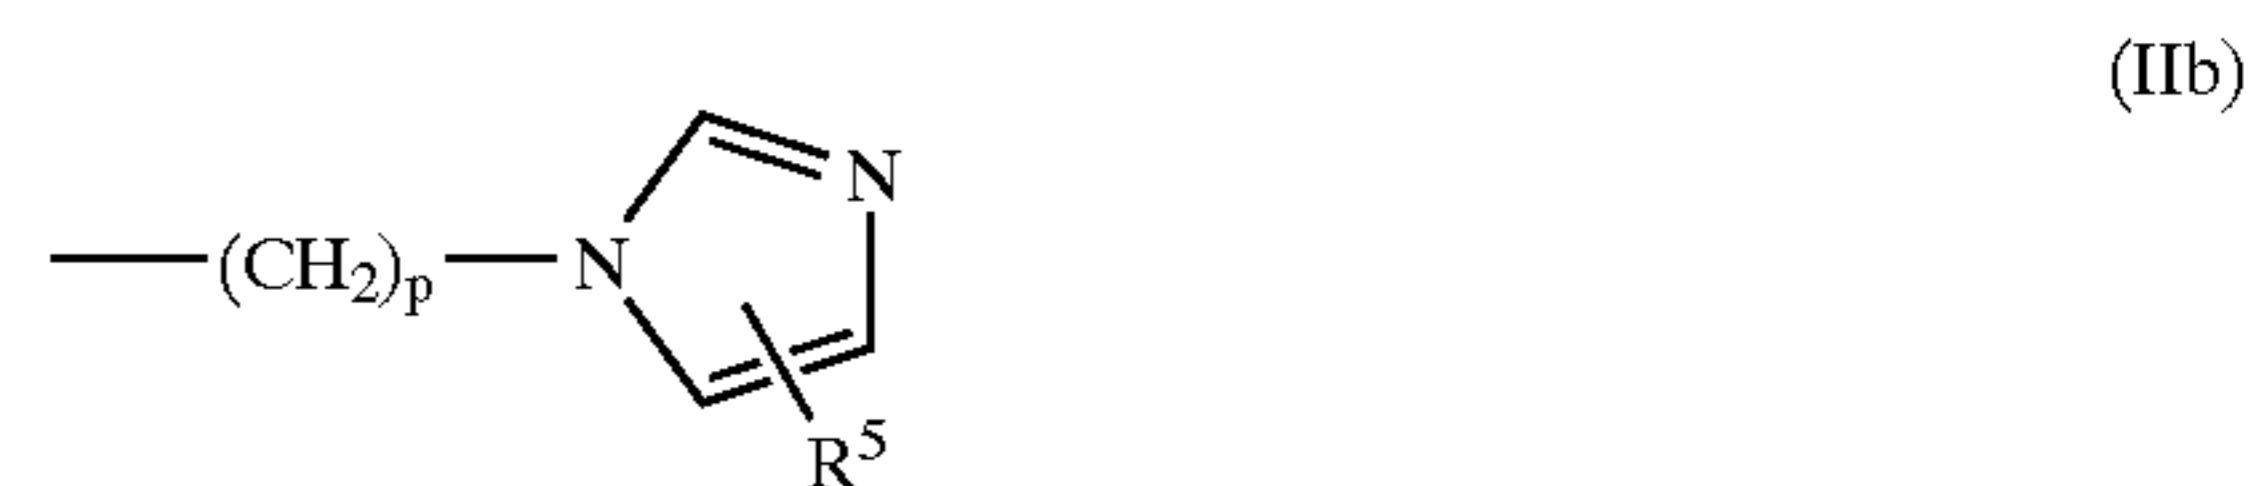 (IIb)
N
(CH₂)ₚ
N
R⁵